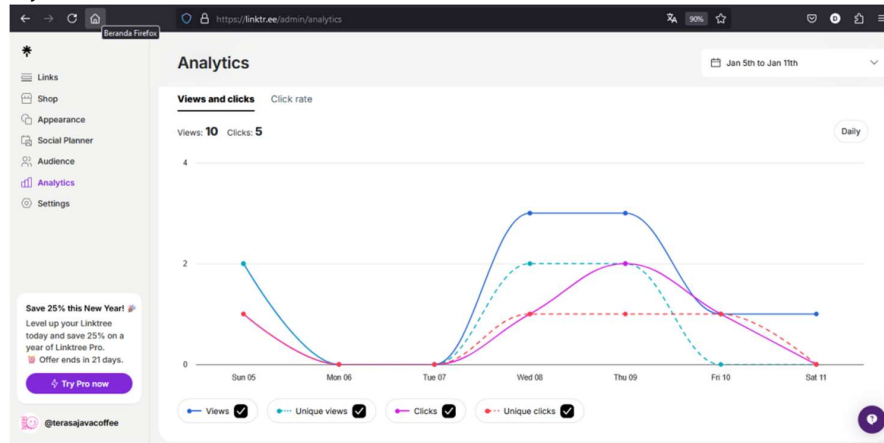 https://linktr.ee/admin/analytics
90%
Beranda Firefox
Links
Shop
Appearance
Social Planner
Audience
Analytics
Settings
Save 25% this New Year! 🎉
Level up your Linktree
today and save 25% on a
year of Linktree Pro.
Offer ends in 21 days.
Try Pro now
@terasajavacoffee
Analytics
Jan 5th to Jan 11th
Views and clicks Click rate
Views: 10 Clicks: 5
Daily
4
2
0
Sun 05 Mon 06 Tue 07 Wed 08 Thu 09 Fri 10 Sat 11
Views Unique views Clicks Unique clicks